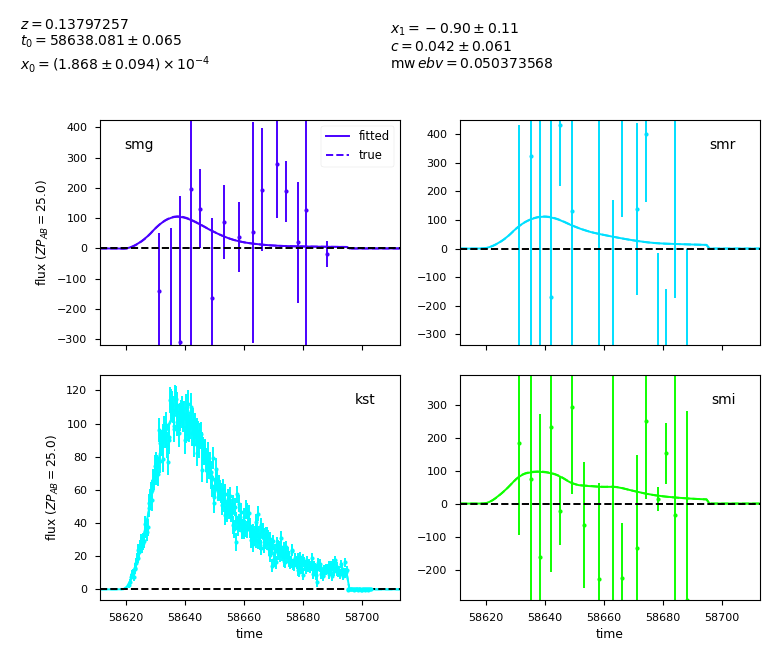 z = 0.13797257
t₀ = 58638.081 ± 0.065
x₀ = (1.868 ± 0.094) × 10⁻⁴
x₁ = −0.90 ± 0.11
c = 0.042 ± 0.061
mw ebv = 0.050373568
smg
fitted
true
400
300
200
100
0
−100
−200
−300
flux (ZP_AB = 25.0)
smr
400
300
200
100
0
−100
−200
−300
kst
120
100
80
60
40
20
0
flux (ZP_AB = 25.0)
58620 58640 58660 58680 58700
time
smi
300
200
100
0
−100
−200
58620 58640 58660 58680 58700
time